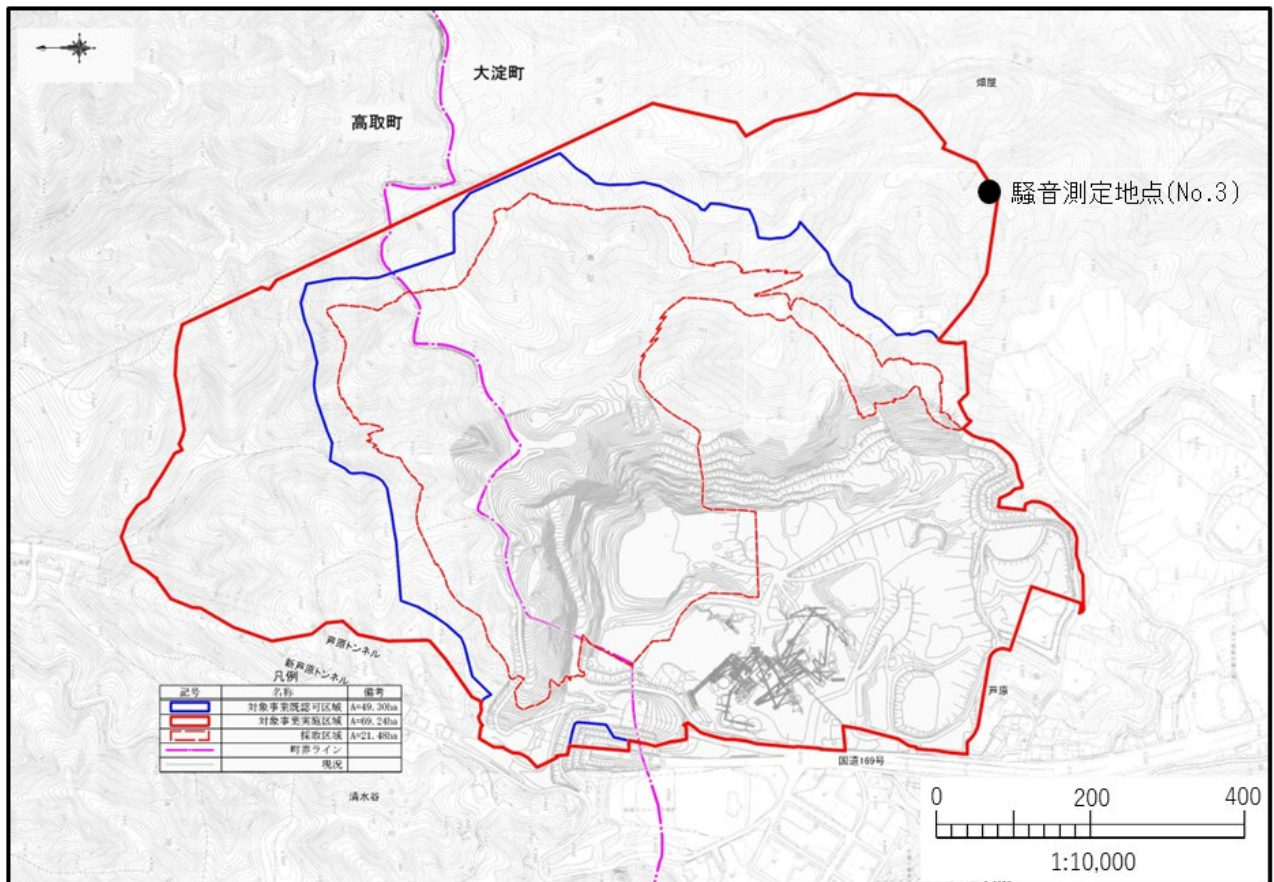 大淀町
畑屋
高取町
騒音測定地点(No.3)
芦原トンネル
新芦原トンネル
凡例
記号 名称 備考
対象事業既認可区域 A=49.30ha
対象事業実施区域 A=69.24ha
採取区域 A=21.48ha
町界ライン
現況
芦原
国道169号
清水谷
0 200 400
1:10,000